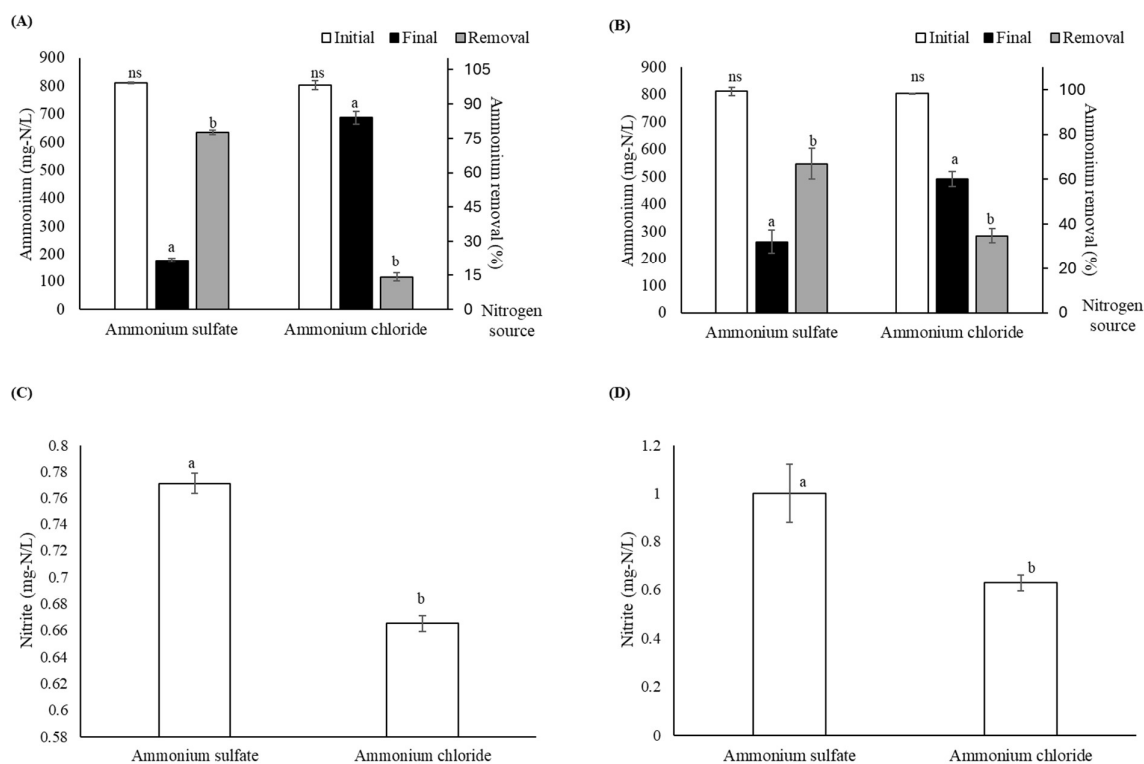 (A)
Initial Final Removal
Ammonium (mg-N/L)
900
800
700
600
500
400
300
200
100
0
ns
a
b
ns
a
b
105
90
75
60
45
30
15
0
Ammonium removal (%)
Ammonium sulfate
Ammonium chloride
Nitrogen
source
(B)
Initial Final Removal
Ammonium (mg-N/L)
900
800
700
600
500
400
300
200
100
0
ns
a
b
ns
a
b
100
80
60
40
20
0
Ammonium removal (%)
Ammonium sulfate
Ammonium chloride
Nitrogen
source
(C)
Nitrite (mg-N/L)
0.8
0.78
0.76
0.74
0.72
0.7
0.68
0.66
0.64
0.62
0.6
0.58
a
b
Ammonium sulfate
Ammonium chloride
(D)
Nitrite (mg-N/L)
1.2
1
0.8
0.6
0.4
0.2
0
a
b
Ammonium sulfate
Ammonium chloride